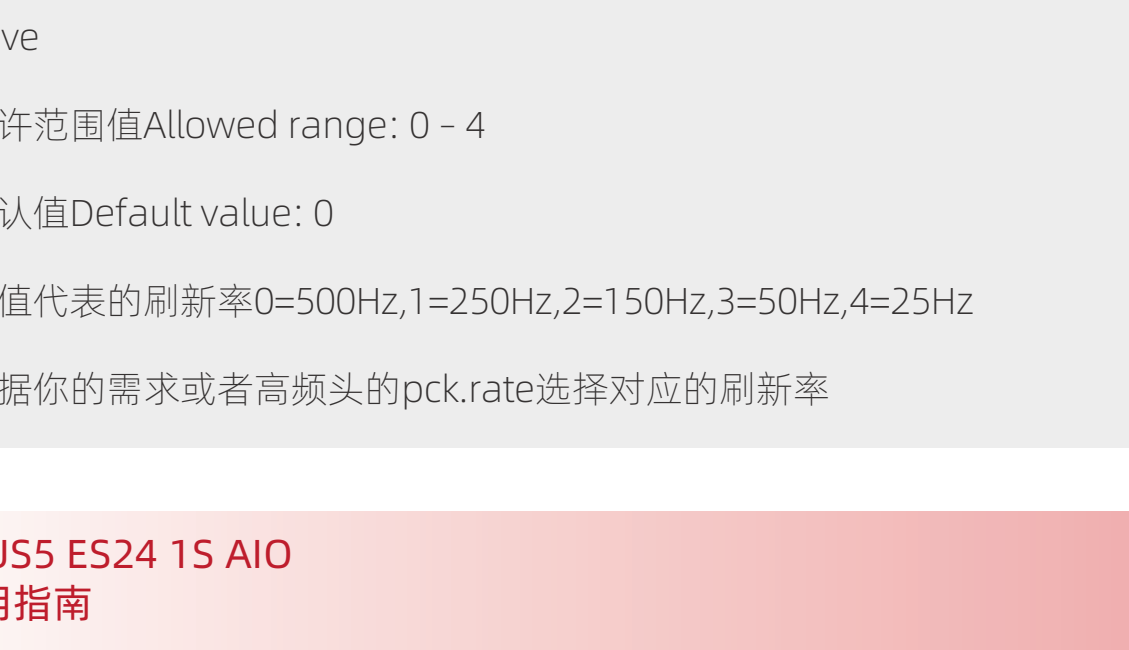 ve
许范围值Allowed range: 0 – 4
认值Default value: 0
值代表的刷新率0=500Hz,1=250Hz,2=150Hz,3=50Hz,4=25Hz
据你的需求或者高频头的pck.rate选择对应的刷新率
US5 ES24 1S AIO
用指南